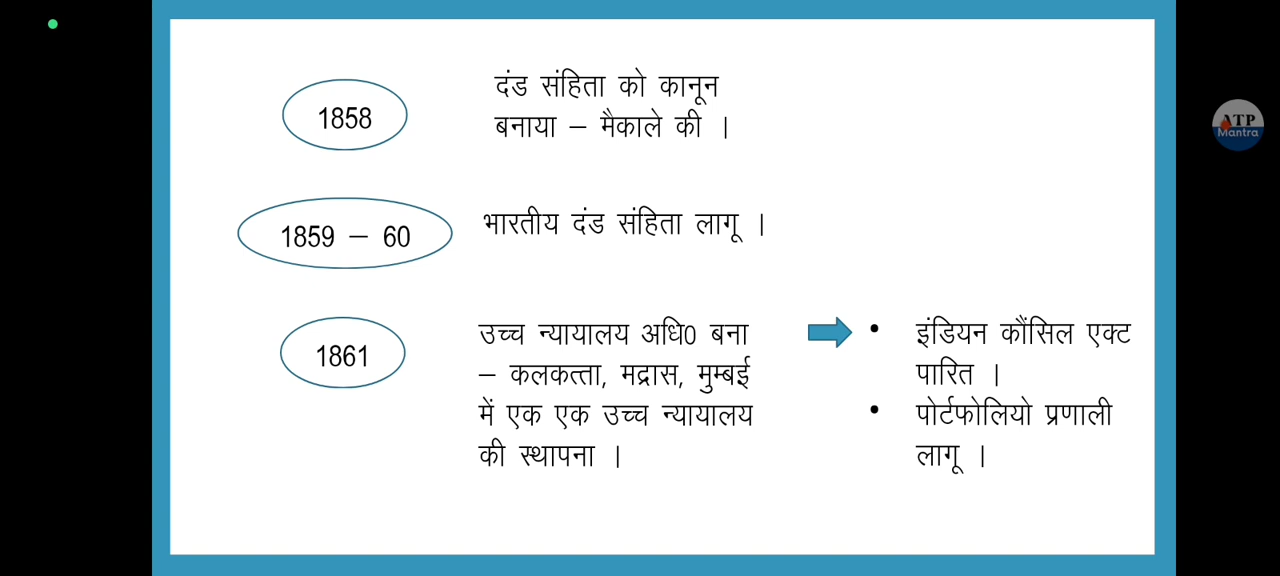 1858
दंड संहिता को कानून
बनाया – मैकाले की ।
1859 – 60
भारतीय दंड संहिता लागू ।
1861
उच्च न्यायालय अधि0 बना
– कलकत्ता, मद्रास, मुम्बई
में एक एक उच्च न्यायालय
की स्थापना ।
• इंडियन कौंसिल एक्ट
पारित ।
• पोर्टफोलियो प्रणाली
लागू ।
ATP
Mantra